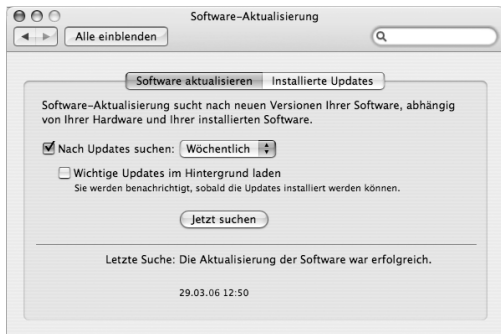 Software-Aktualisierung
Alle einblenden
Software aktualisieren Installierte Updates
Software-Aktualisierung sucht nach neuen Versionen Ihrer Software, abhängig
von Ihrer Hardware und Ihrer installierten Software.
Nach Updates suchen: Wöchentlich
Wichtige Updates im Hintergrund laden
Sie werden benachrichtigt, sobald die Updates installiert werden können.
Jetzt suchen
Letzte Suche: Die Aktualisierung der Software war erfolgreich.
29.03.06 12:50